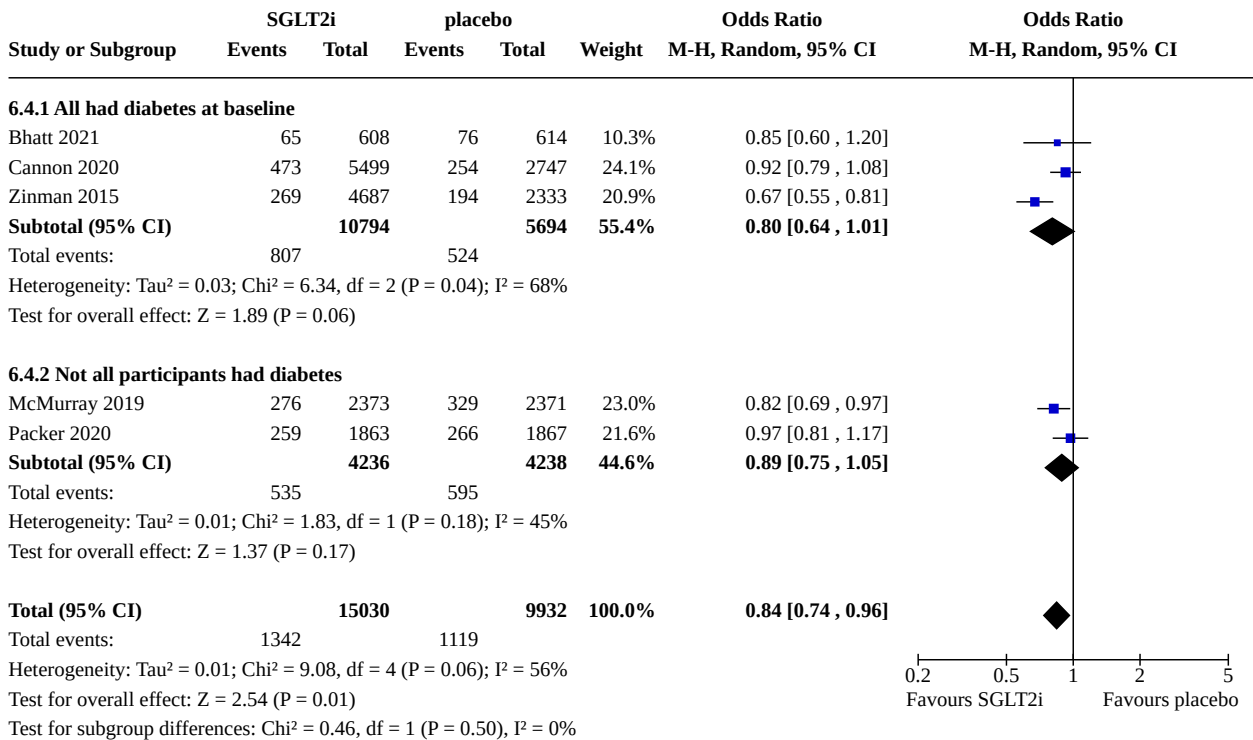 SGLT2i placebo Odds Ratio Odds Ratio
Study or Subgroup Events Total Events Total Weight M-H, Random, 95% CI M-H, Random, 95% CI
6.4.1 All had diabetes at baseline
Bhatt 2021 65 608 76 614 10.3% 0.85 [0.60 , 1.20]
Cannon 2020 473 5499 254 2747 24.1% 0.92 [0.79 , 1.08]
Zinman 2015 269 4687 194 2333 20.9% 0.67 [0.55 , 0.81]
Subtotal (95% CI) 10794 5694 55.4% 0.80 [0.64 , 1.01]
Total events: 807 524
Heterogeneity: Tau² = 0.03; Chi² = 6.34, df = 2 (P = 0.04); I² = 68%
Test for overall effect: Z = 1.89 (P = 0.06)
6.4.2 Not all participants had diabetes
McMurray 2019 276 2373 329 2371 23.0% 0.82 [0.69 , 0.97]
Packer 2020 259 1863 266 1867 21.6% 0.97 [0.81 , 1.17]
Subtotal (95% CI) 4236 4238 44.6% 0.89 [0.75 , 1.05]
Total events: 535 595
Heterogeneity: Tau² = 0.01; Chi² = 1.83, df = 1 (P = 0.18); I² = 45%
Test for overall effect: Z = 1.37 (P = 0.17)
Total (95% CI) 15030 9932 100.0% 0.84 [0.74 , 0.96]
Total events: 1342 1119
Heterogeneity: Tau² = 0.01; Chi² = 9.08, df = 4 (P = 0.06); I² = 56%
0.2 0.5 1 2 5
Test for overall effect: Z = 2.54 (P = 0.01)
Favours SGLT2i Favours placebo
Test for subgroup differences: Chi² = 0.46, df = 1 (P = 0.50), I² = 0%